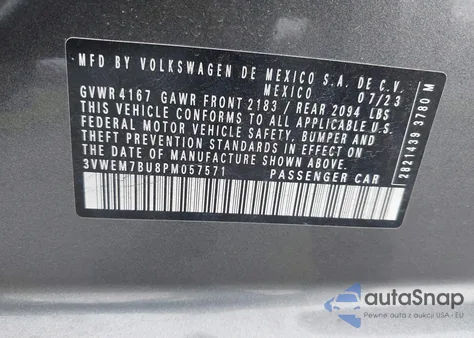 MFD BY VOLKSWAGEN DE MEXICO S.A. DE C.V.
MEXICO 07/23
GVWR 4167 GAWR FRONT 2183 / REAR 2094 LBS
THIS VEHICLE CONFORMS TO ALL APPLICABLE U.S.
FEDERAL MOTOR VEHICLE SAFETY, BUMPER AND
THEFT PREVENTION STANDARDS IN EFFECT ON
THE DATE OF MANUFACTURE SHOWN ABOVE.
3VWEM7BU8PM057571 PASSENGER CAR
2821439 3780 M
autoSnap
Pewne auta z aukcji USA - EU